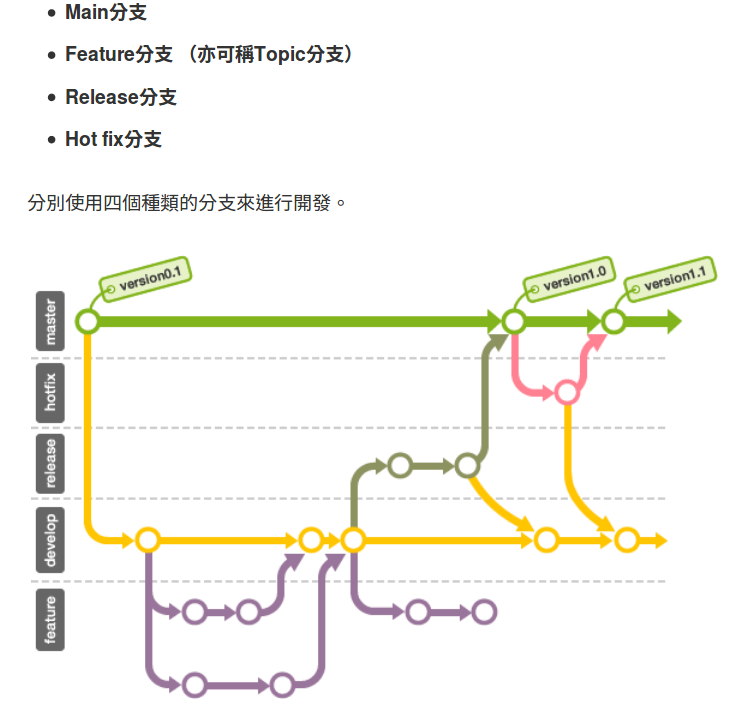 Main分支
Feature分支 （亦可稱Topic分支）
Release分支
Hot fix分支
分別使用四個種類的分支來進行開發。
version0.1
version1.0
version1.1
master
hotfix
release
develop
feature